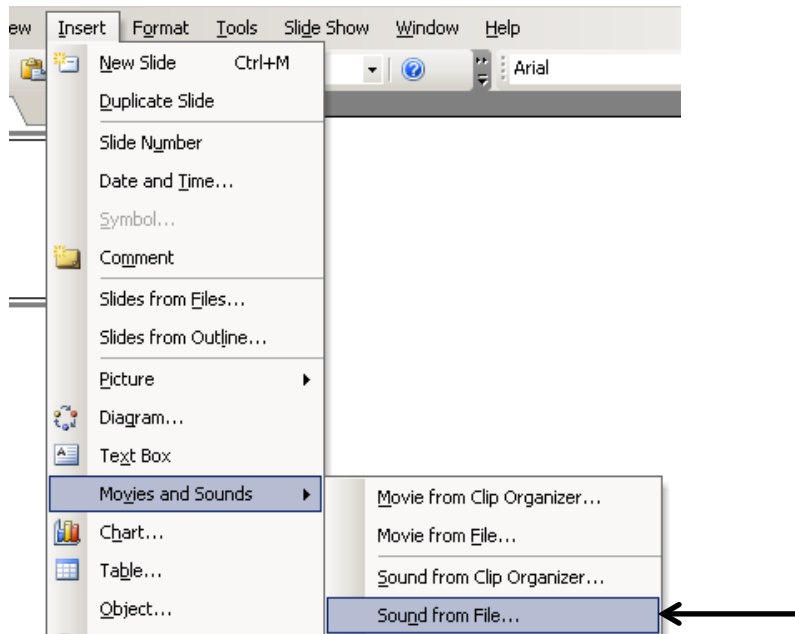 ew Insert Format Tools Slide Show Window Help
New Slide Ctrl+M
Arial
Duplicate Slide
Slide Number
Date and Time...
Symbol...
Comment
Slides from Files...
Slides from Outline...
Picture
Diagram...
Text Box
Movies and Sounds
Movie from Clip Organizer...
Chart...
Movie from File...
Table...
Sound from Clip Organizer...
Object...
Sound from File...